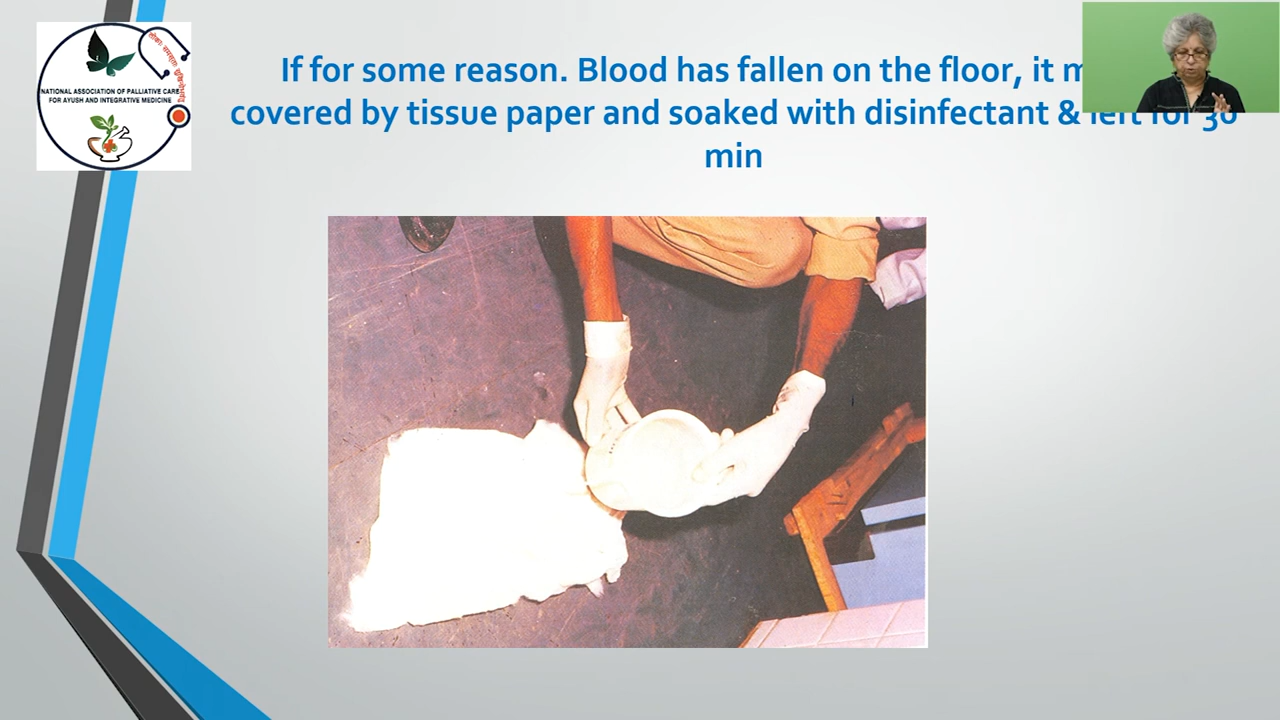 NATIONAL ASSOCIATION OF PALLIATIVE CARE
FOR AYUSH AND INTEGRATIVE MEDICINE
If for some reason. Blood has fallen on the floor, it
covered by tissue paper and soaked with disinfectant & left for 30
min